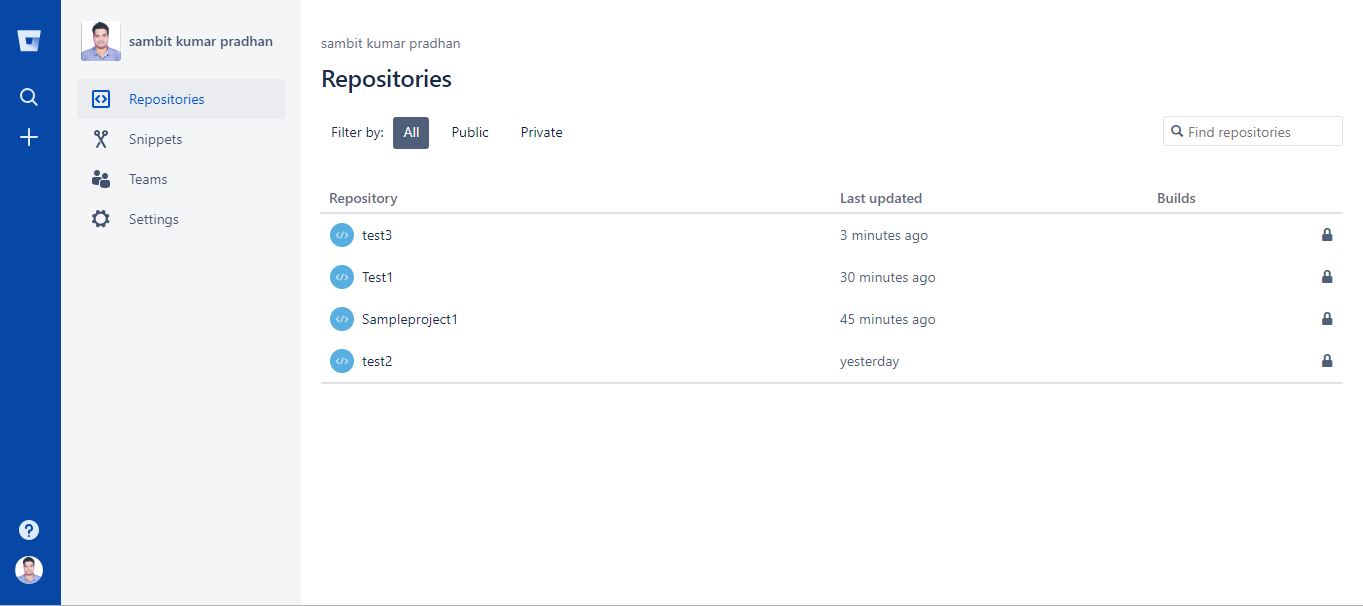 sambit kumar pradhan
Repositories
Snippets
Teams
Settings
sambit kumar pradhan
Repositories
Filter by: All Public Private
Find repositories
Repository Last updated Builds
test3 3 minutes ago
Test1 30 minutes ago
Sampleproject1 45 minutes ago
test2 yesterday